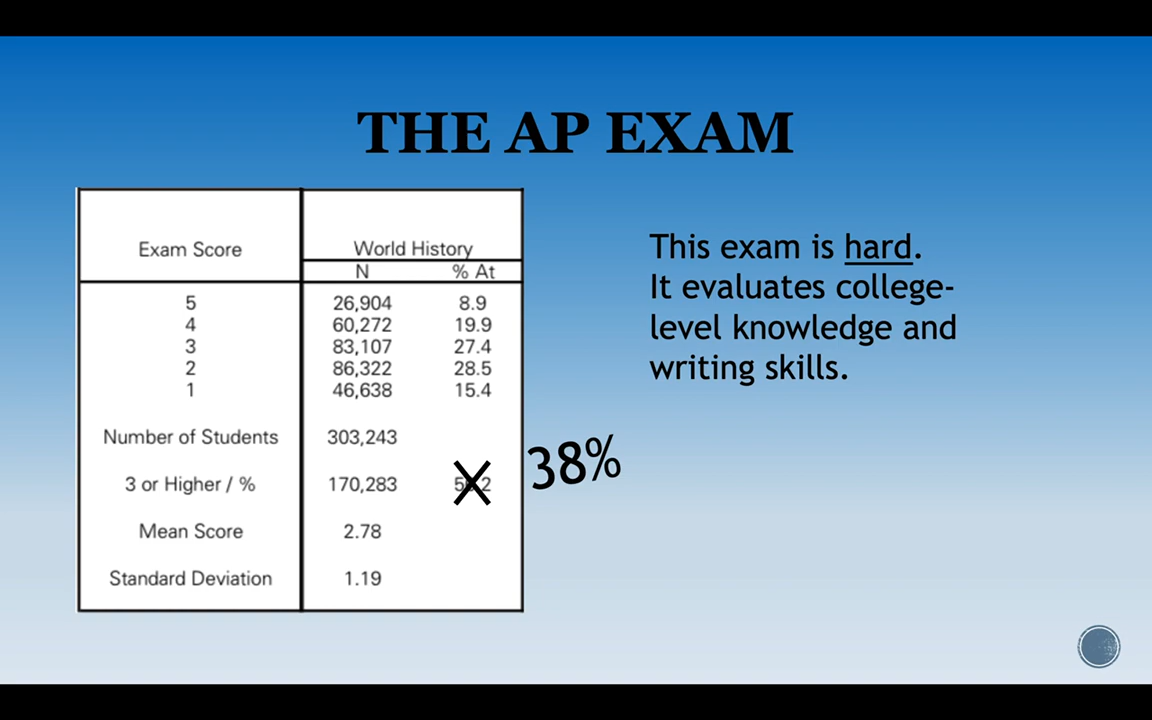 THE AP EXAM
Exam Score World History
N % At
5 26,904 8.9
4 60,272 19.9
3 83,107 27.4
2 86,322 28.5
1 46,638 15.4
Number of Students 303,243
3 or Higher / % 170,283
38%
Mean Score 2.78
Standard Deviation 1.19
This exam is hard.
It evaluates college-
level knowledge and
writing skills.